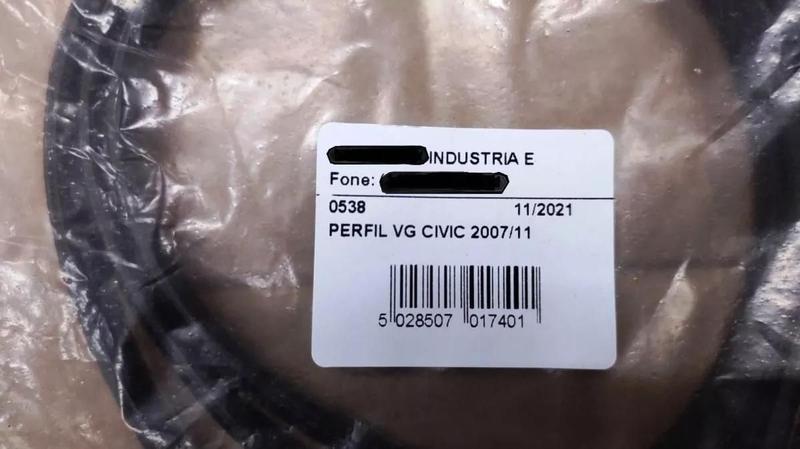 INDUSTRIA E
Fone:
0538 11/2021
PERFIL VG CIVIC 2007/11
5 028507 017401